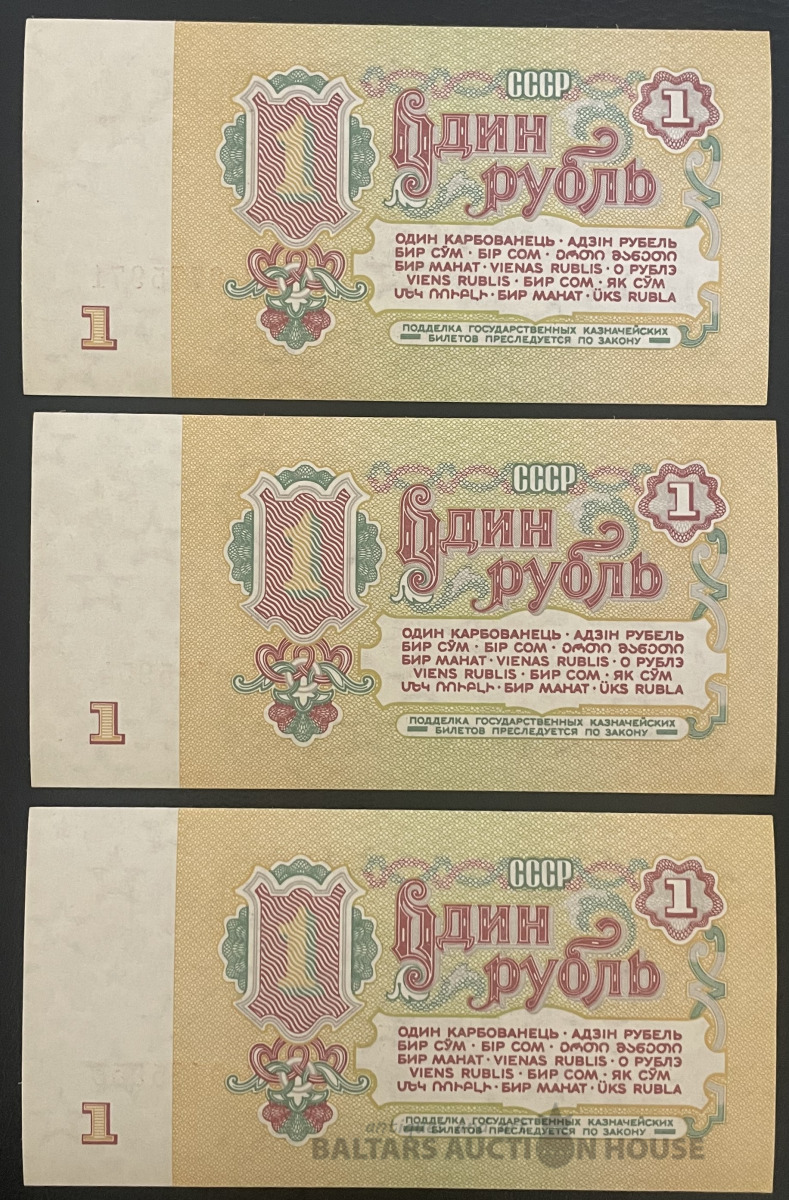 СССР
1
Один
рубль
1
ОДИН КАРБОВАНЕЦЬ · АДЗІН РУБЕЛЬ
БИР СЎМ · БІР СОМ · ᲔᲠᲗᲘ ᲛᲐᲜᲔᲗᲘ
БИР МАНАТ · VIENAS RUBLIS · О РУБЛЭ
VIENS RUBLIS · БИР СОМ · ЯК СЎМ
ՄԵԿ ՌՈՒԲԼԻ · БИР МАНАТ · ÜKS RUBLA
1
ПОДДЕЛКА ГОСУДАРСТВЕННЫХ КАЗНАЧЕЙСКИХ
БИЛЕТОВ ПРЕСЛЕДУЕТСЯ ПО ЗАКОНУ
СССР
1
Один
рубль
1
ОДИН КАРБОВАНЕЦЬ · АДЗІН РУБЕЛЬ
БИР СЎМ · БІР СОМ · ᲔᲠᲗᲘ ᲛᲐᲜᲔᲗᲘ
БИР МАНАТ · VIENAS RUBLIS · О РУБЛЭ
VIENS RUBLIS · БИР СОМ · ЯК СЎМ
ՄԵԿ ՌՈՒԲԼԻ · БИР МАНАТ · ÜKS RUBLA
1
ПОДДЕЛКА ГОСУДАРСТВЕННЫХ КАЗНАЧЕЙСКИХ
БИЛЕТОВ ПРЕСЛЕДУЕТСЯ ПО ЗАКОНУ
СССР
1
Один
рубль
1
ОДИН КАРБОВАНЕЦЬ · АДЗІН РУБЕЛЬ
БИР СЎМ · БІР СОМ · ᲔᲠᲗᲘ ᲛᲐᲜᲔᲗᲘ
БИР МАНАТ · VIENAS RUBLIS · О РУБЛЭ
VIENS RUBLIS · БИР СОМ · ЯК СЎМ
ՄԵԿ ՌՈՒԲԼԻ · БИР МАНАТ · ÜKS RUBLA
1
ПОДДЕЛКА ГОСУДАРСТВЕННЫХ КАЗНАЧЕЙСКИХ
БИЛЕТОВ ПРЕСЛЕДУЕТСЯ ПО ЗАКОНУ
BALTARS AUCTION HOUSE